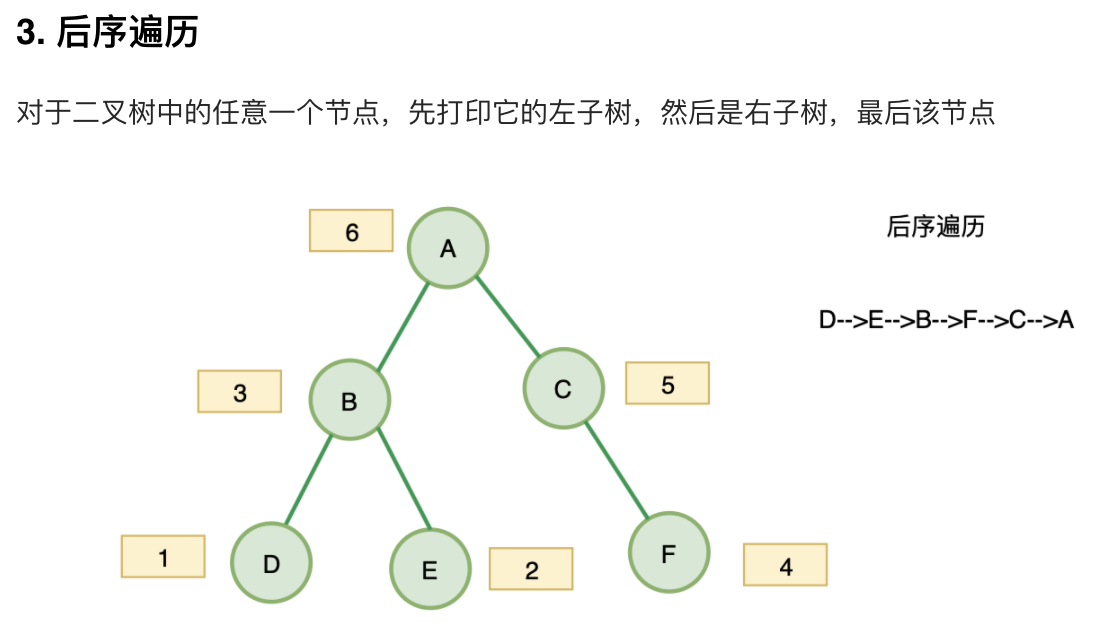 3. 后序遍历
对于二叉树中的任意一个节点，先打印它的左子树，然后是右子树，最后该节点
后序遍历
6
A
D-->E-->B-->F-->C-->A
3
B
C
5
1
D
E
2
F
4